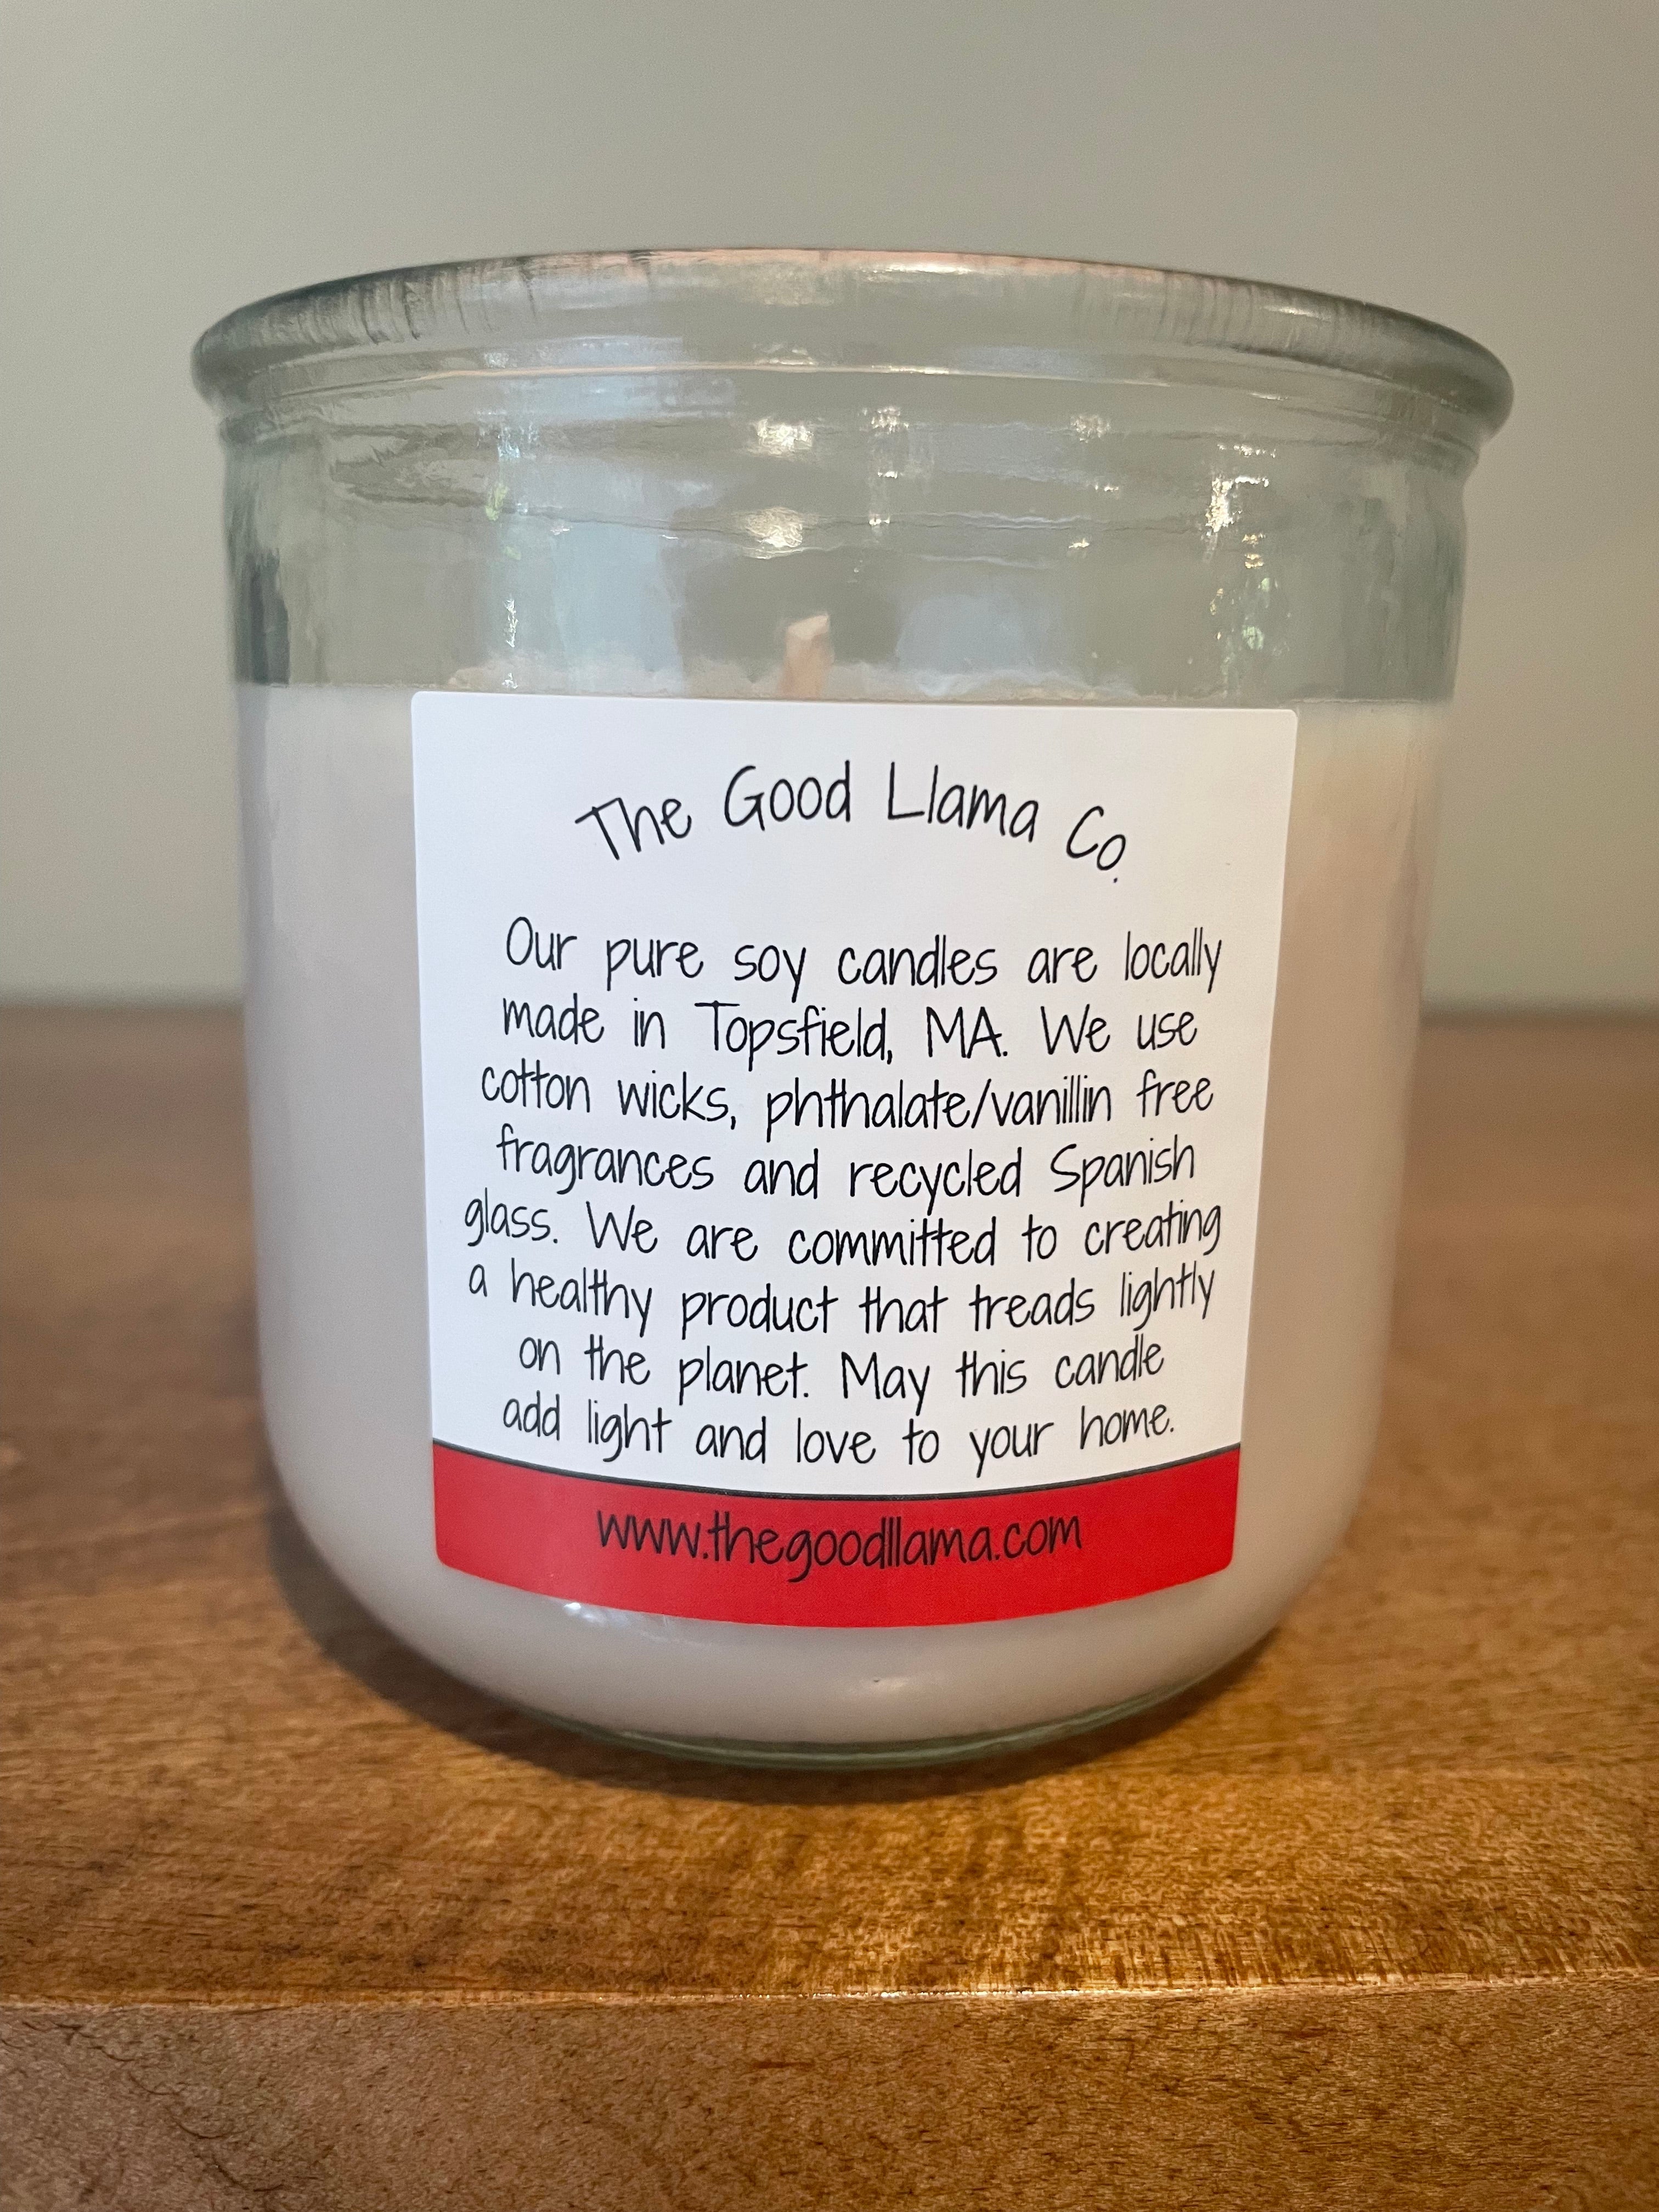 The Good Llama Co.
Our pure soy candles are locally
made in Topsfield, MA. We use
cotton wicks, phthalate/vanillin free
fragrances and recycled Spanish
glass. We are committed to creating
a healthy product that treads lightly
on the planet. May this candle
add light and love to your home.
www.thegoodllama.com